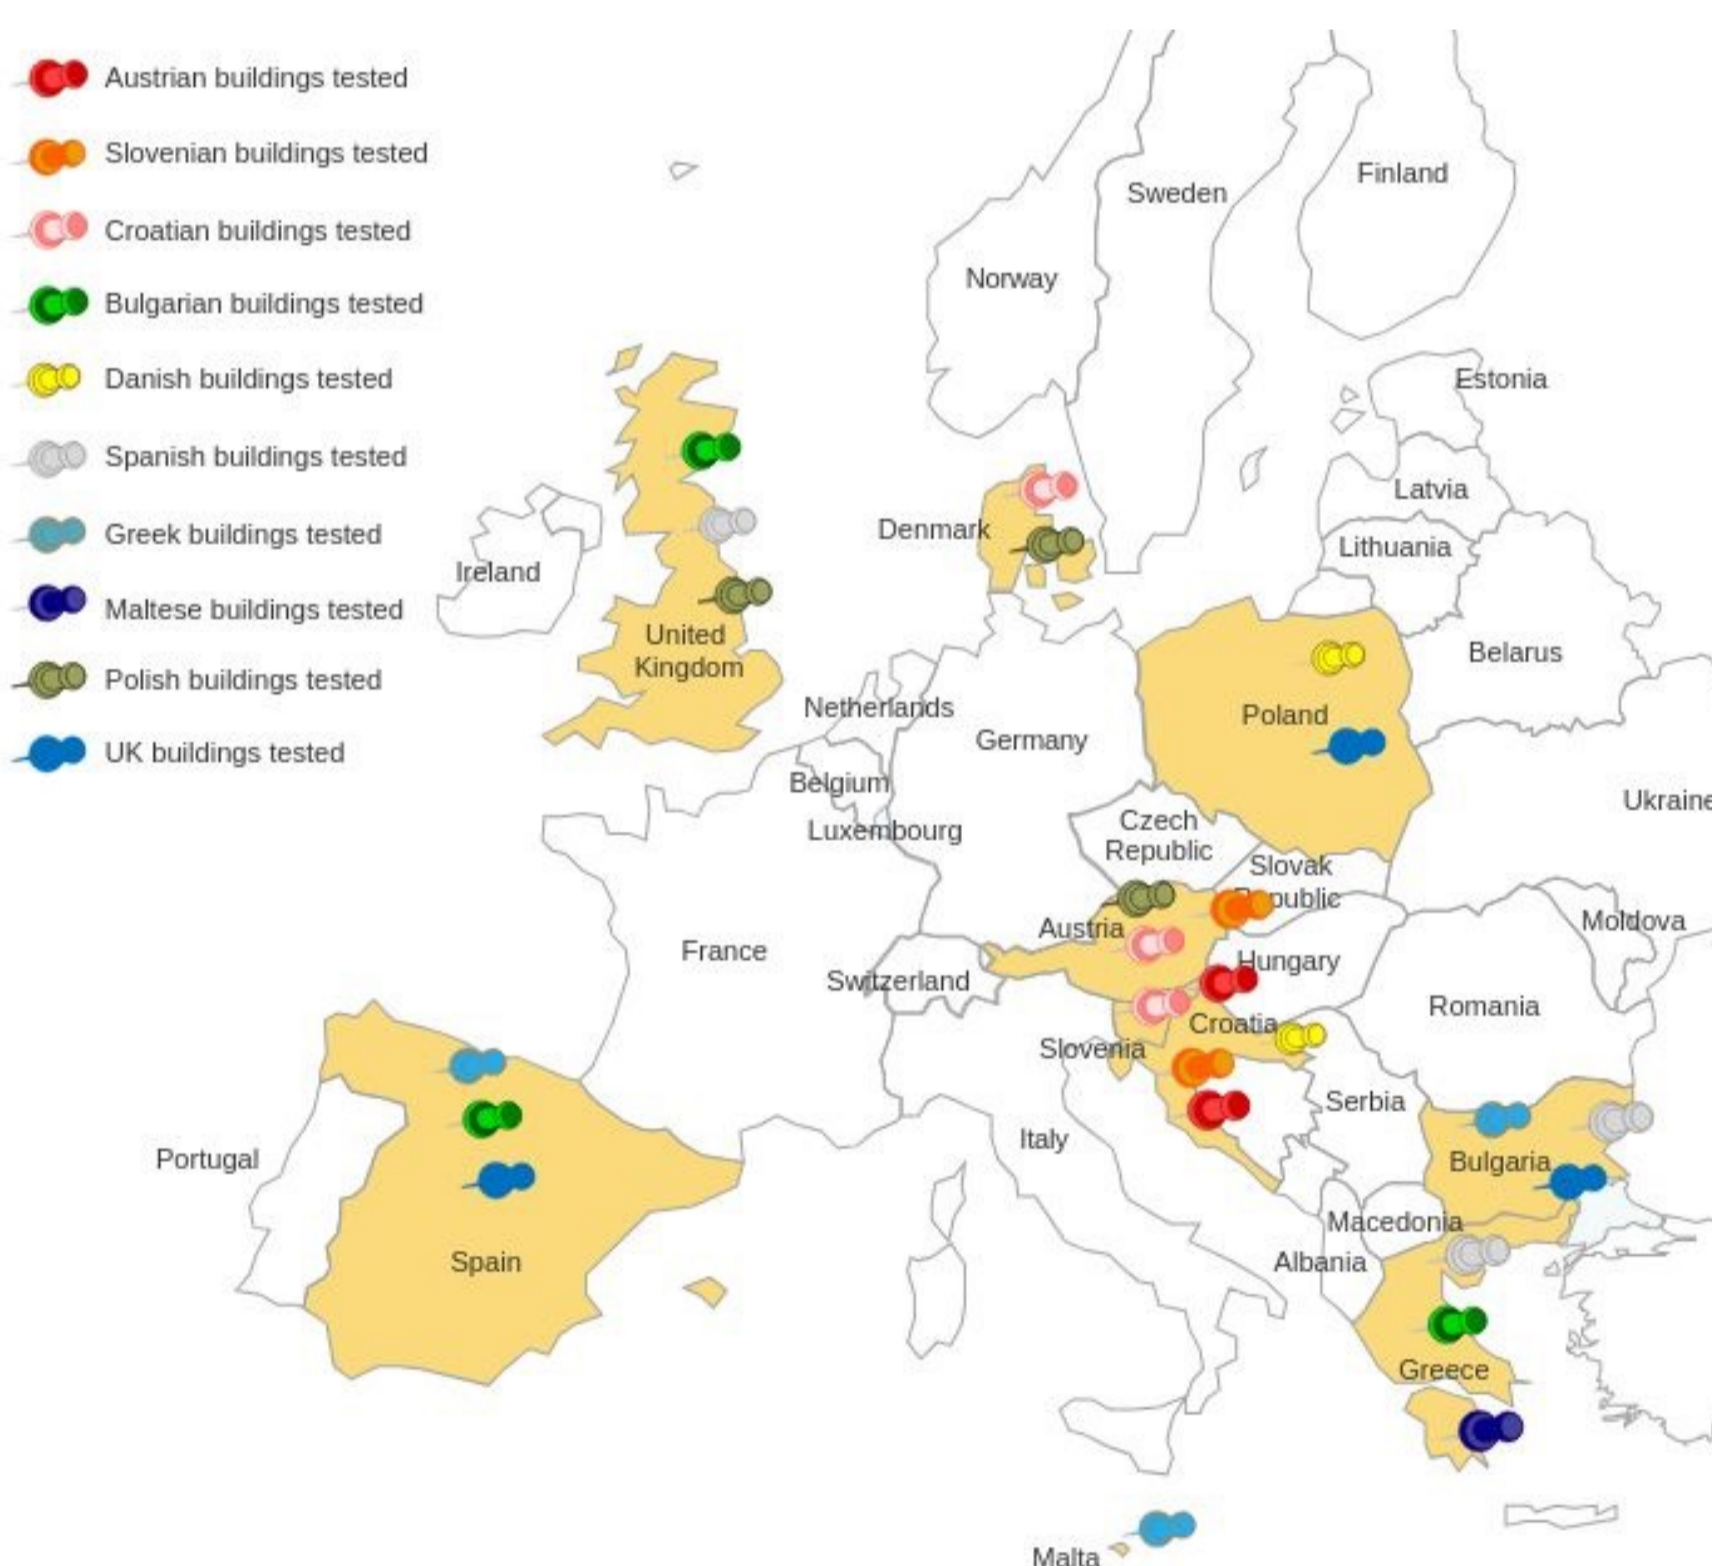 Austrian buildings tested
Slovenian buildings tested
Croatian buildings tested
Bulgarian buildings tested
Danish buildings tested
Spanish buildings tested
Greek buildings tested
Maltese buildings tested
Polish buildings tested
UK buildings tested
Finland
Sweden
Norway
Estonia
Latvia
Denmark
Lithuania
Ireland
United
Kingdom
Belarus
Netherlands
Poland
Germany
Belgium
Ukraine
Luxembourg
Czech
Republic
Slovak
Republic
Austria
Moldova
France
Hungary
Switzerland
Romania
Croatia
Slovenia
Serbia
Italy
Portugal
Bulgaria
Macedonia
Spain
Albania
Greece
Malta